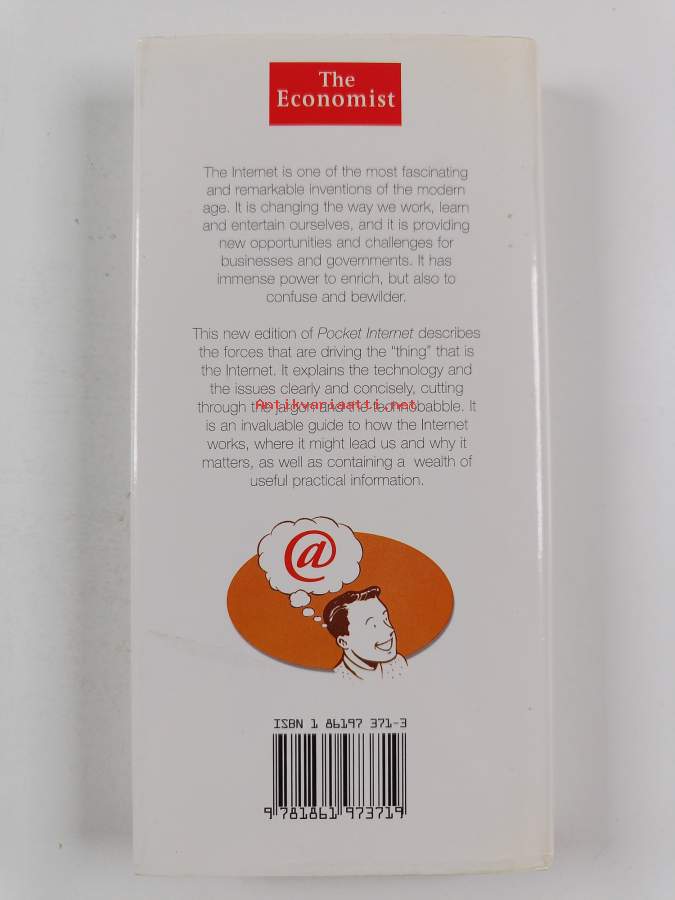 The
Economist
The Internet is one of the most fascinating
and remarkable inventions of the modern
age. It is changing the way we work, learn
and entertain ourselves, and it is providing
new opportunities and challenges for
businesses and governments. It has
immense power to enrich, but also to
confuse and bewilder.
This new edition of Pocket Internet describes
the forces that are driving the "thing" that is
the Internet. It explains the technology and
the issues clearly and concisely, cutting
through the jargon and the technobabble. It
Antikvariaatti.net
is an invaluable guide to how the Internet
works, where it might lead us and why it
matters, as well as containing a wealth of
useful practical information.
@
ISBN 1 86197 371-3
9 781861 973719